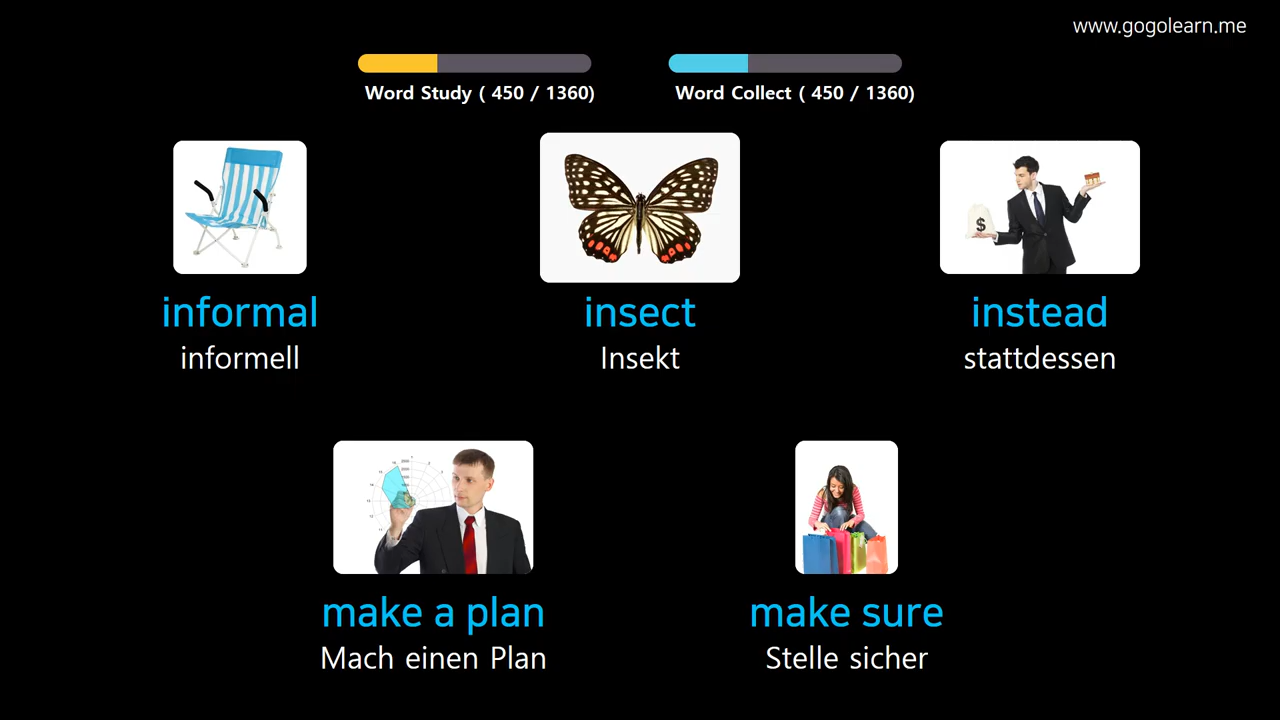 www.gogolearn.me
Word Study ( 450 / 1360)
Word Collect ( 450 / 1360)
$
informal
insect
instead
informell
Insekt
stattdessen
make a plan
make sure
Mach einen Plan
Stelle sicher